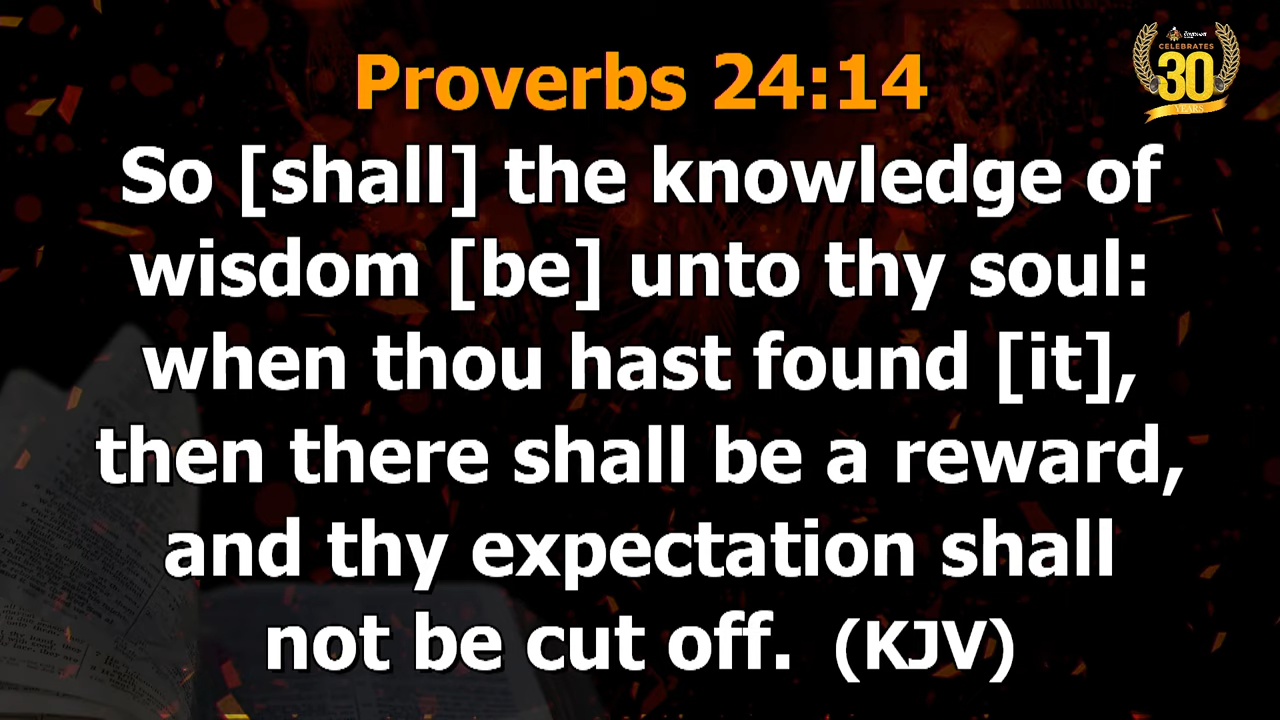 Proverbs 24:14
CELEBRATES
30
YEARS
So [shall] the knowledge of
wisdom [be] unto thy soul:
when thou hast found [it],
then there shall be a reward,
and thy expectation shall
not be cut off. (KJV)